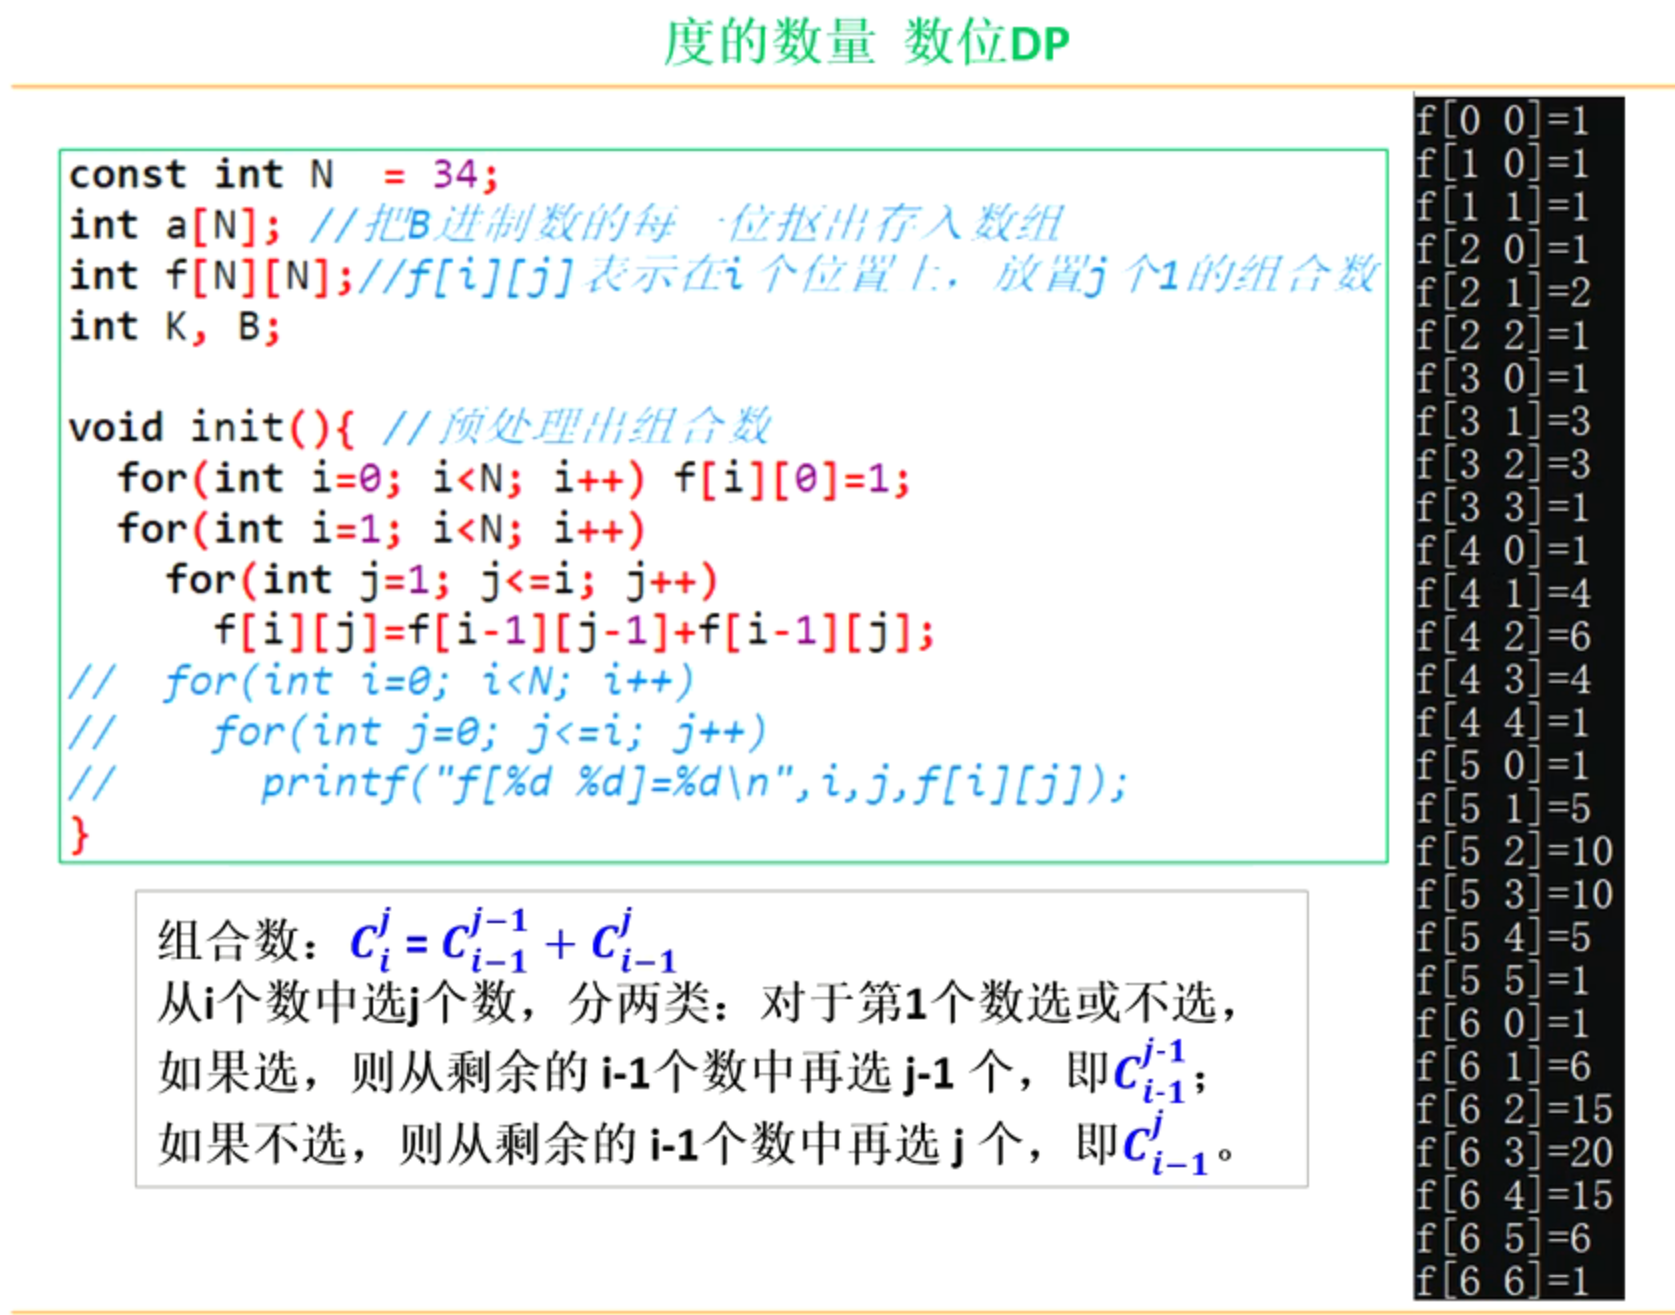 度的数量 数位DP
const int N = 34;
int a[N]; //把B进制数的每一位抠出存入数组
int f[N][N];//f[i][j]表示在i个位置上，放置j个1的组合数
int K, B;
void init(){ //预处理出组合数
for(int i=0; i<N; i++) f[i][0]=1;
for(int i=1; i<N; i++)
for(int j=1; j<=i; j++)
f[i][j]=f[i-1][j-1]+f[i-1][j];
// for(int i=0; i<N; i++)
// for(int j=0; j<=i; j++)
// printf("f[%d %d]=%d\n",i,j,f[i][j]);
}
组合数：C_i^j = C_{i-1}^{j-1} + C_{i-1}^j
从i个数中选j个数，分两类：对于第1个数选或不选，
如果选，则从剩余的 i-1个数中再选 j-1 个，即C_{i-1}^{j-1}；
如果不选，则从剩余的 i-1个数中再选 j 个，即C_{i-1}^j。
f[0 0]=1
f[1 0]=1
f[1 1]=1
f[2 0]=1
f[2 1]=2
f[2 2]=1
f[3 0]=1
f[3 1]=3
f[3 2]=3
f[3 3]=1
f[4 0]=1
f[4 1]=4
f[4 2]=6
f[4 3]=4
f[4 4]=1
f[5 0]=1
f[5 1]=5
f[5 2]=10
f[5 3]=10
f[5 4]=5
f[5 5]=1
f[6 0]=1
f[6 1]=6
f[6 2]=15
f[6 3]=20
f[6 4]=15
f[6 5]=6
f[6 6]=1